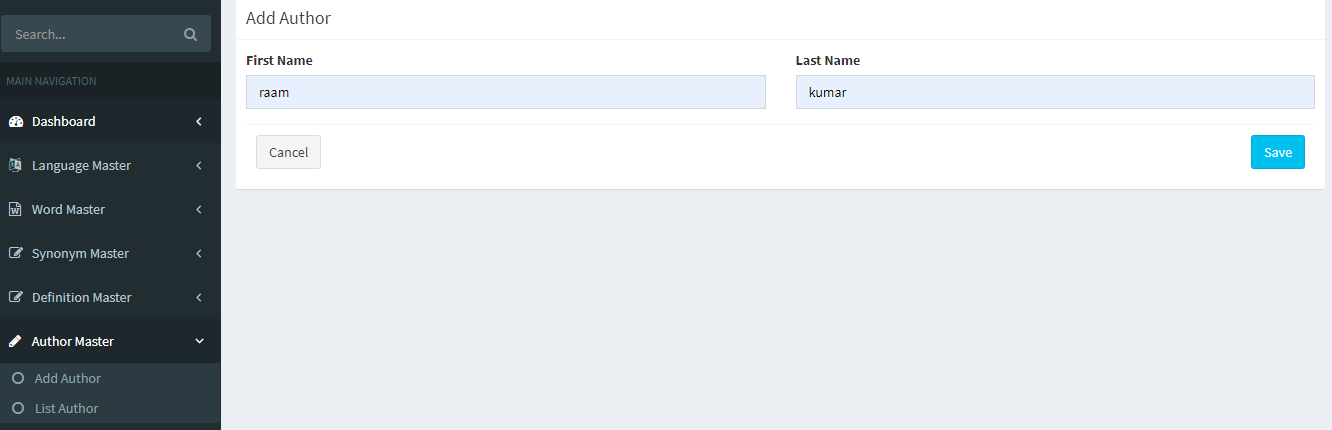 Search...
MAIN NAVIGATION
Dashboard
Language Master
Word Master
Synonym Master
Definition Master
Author Master
Add Author
List Author
Add Author
First Name
Last Name
raam
kumar
Cancel
Save